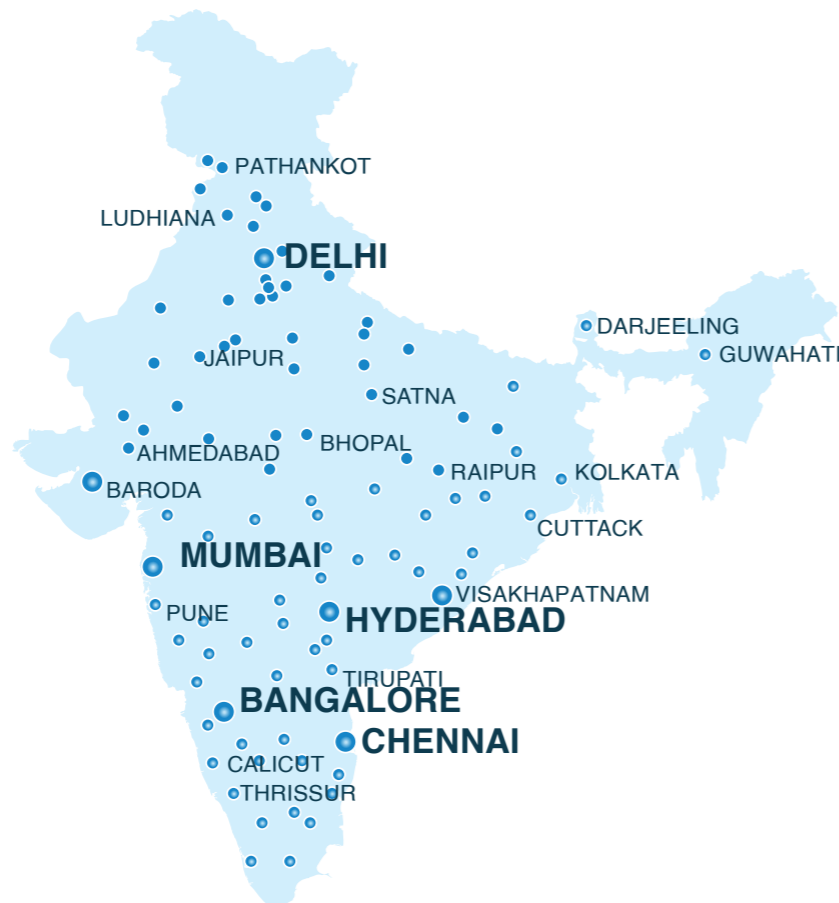 PATHANKOT
LUDHIANA
DELHI
DARJEELING
GUWAHATI
JAIPUR
SATNA
BHOPAL
AHMEDABAD
RAIPUR
KOLKATA
BARODA
CUTTACK
MUMBAI
VISAKHAPATNAM
PUNE
HYDERABAD
TIRUPATI
BANGALORE
CHENNAI
CALICUT
THRISSUR